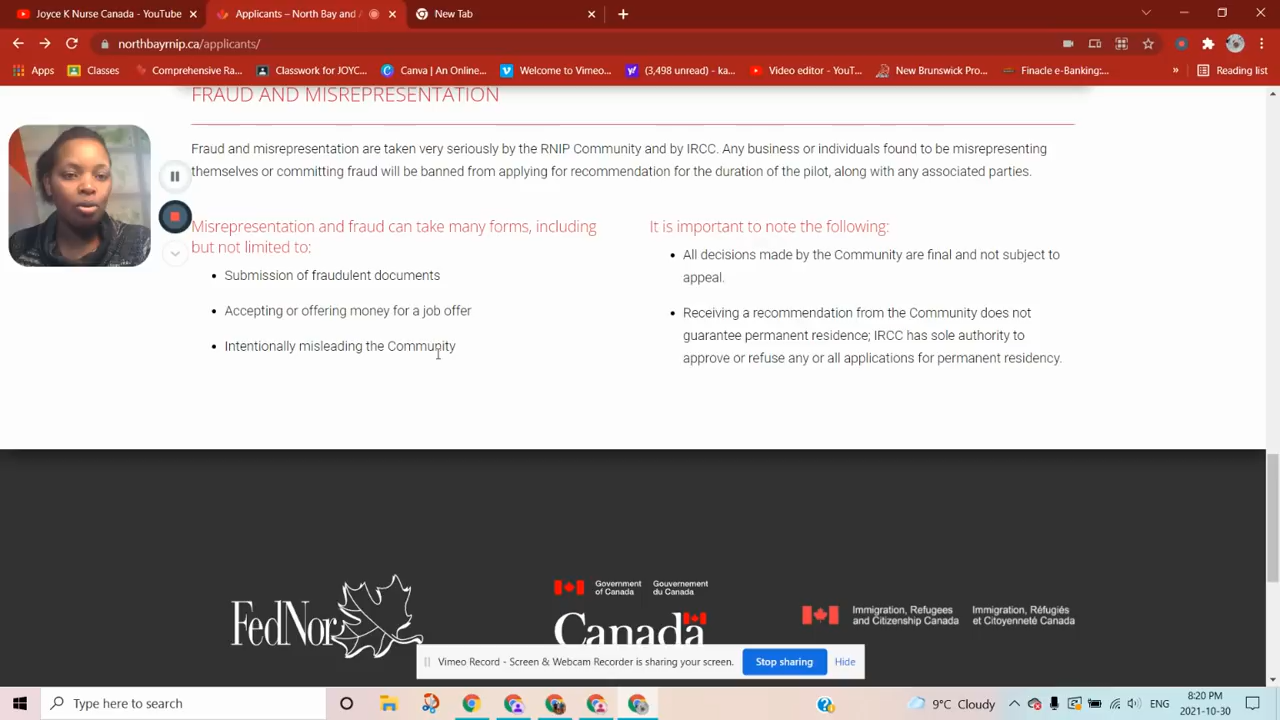 Joyce K Nurse Canada - YouTube
Applicants – North Bay and
New Tab
northbayrnip.ca/applicants/
Apps
Classes
Comprehensive Ra...
Classwork for JOYC...
Canva | An Online...
Welcome to Vimeo...
(3,498 unread) - ka...
Video editor - YouT...
New Brunswick Pro...
Finacle e-Banking:...
»
Reading list
FRAUD AND MISREPRESENTATION
Fraud and misrepresentation are taken very seriously by the RNIP Community and by IRCC. Any business or individuals found to be misrepresenting
themselves or committing fraud will be banned from applying for recommendation for the duration of the pilot, along with any associated parties.
Misrepresentation and fraud can take many forms, including
but not limited to:
• Submission of fraudulent documents
• Accepting or offering money for a job offer
• Intentionally misleading the Community
It is important to note the following:
• All decisions made by the Community are final and not subject to
appeal.
• Receiving a recommendation from the Community does not
guarantee permanent residence; IRCC has sole authority to
approve or refuse any or all applications for permanent residency.
FedNor
Government
of Canada
Gouvernement
du Canada
Canada
Immigration, Refugees
and Citizenship Canada
Immigration, Réfugiés
et Citoyenneté Canada
Vimeo Record - Screen & Webcam Recorder is sharing your screen.
Stop sharing
Hide
Type here to search
9°C Cloudy
ENG
8:20 PM
2021-10-30